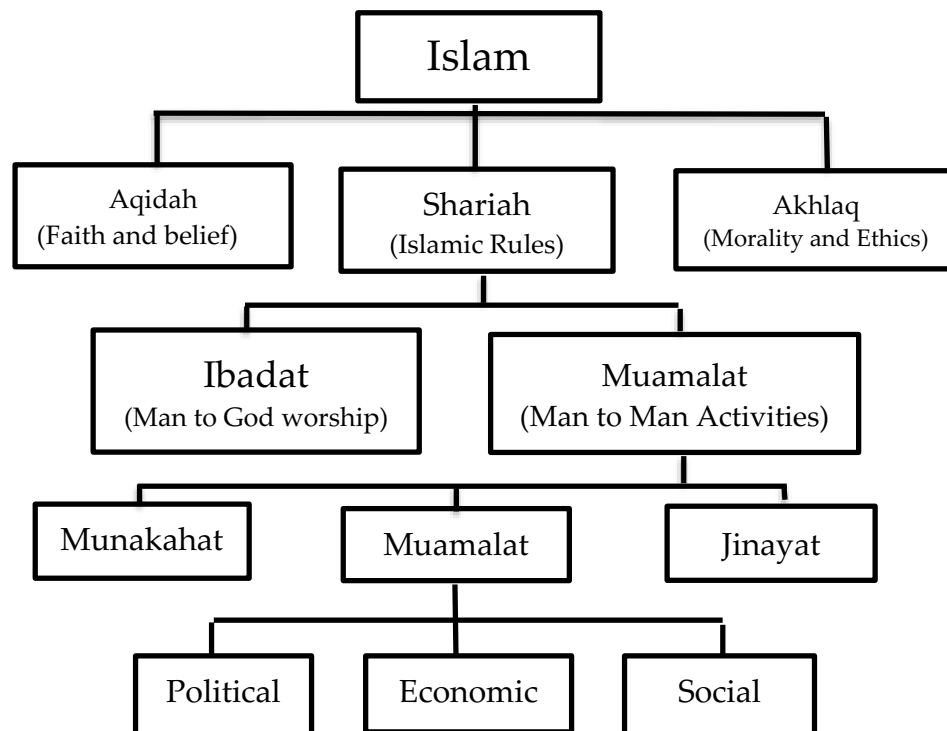 Islam
Aqidah
(Faith and belief)
Shariah
(Islamic Rules)
Akhlaq
(Morality and Ethics)
Ibadat
(Man to God worship)
Muamalat
(Man to Man Activities)
Munakahat
Muamalat
Jinayat
Political
Economic
Social